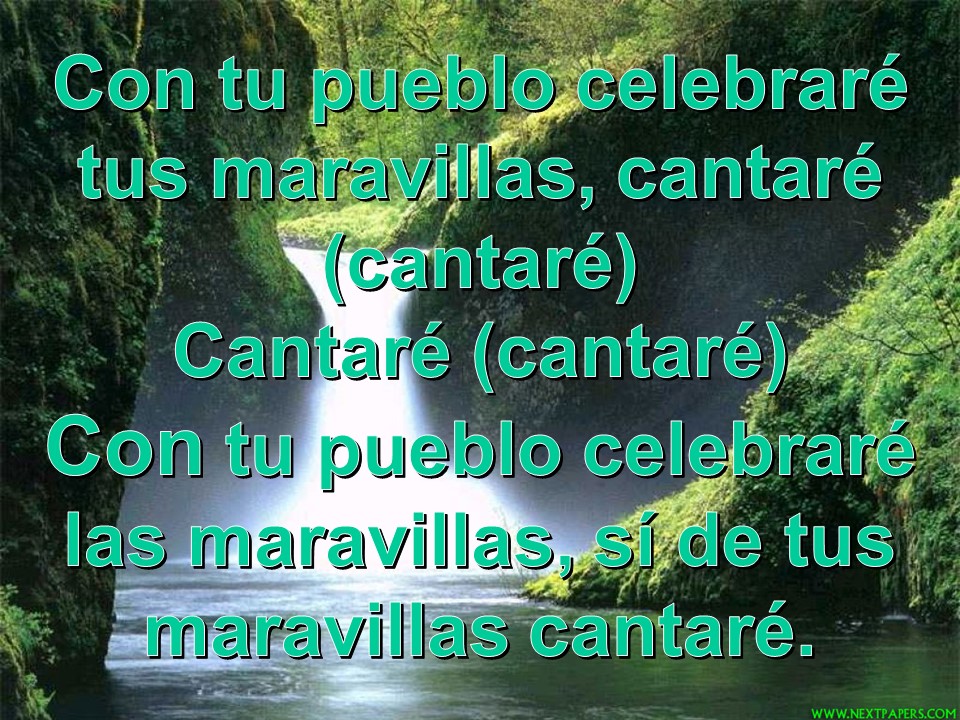 Con tu pueblo celebraré
tus maravillas, cantaré
(cantaré)
Cantaré (cantaré)
Con tu pueblo celebraré
las maravillas, sí de tus
maravillas cantaré.
WWW.NEXTPAPERS.COM